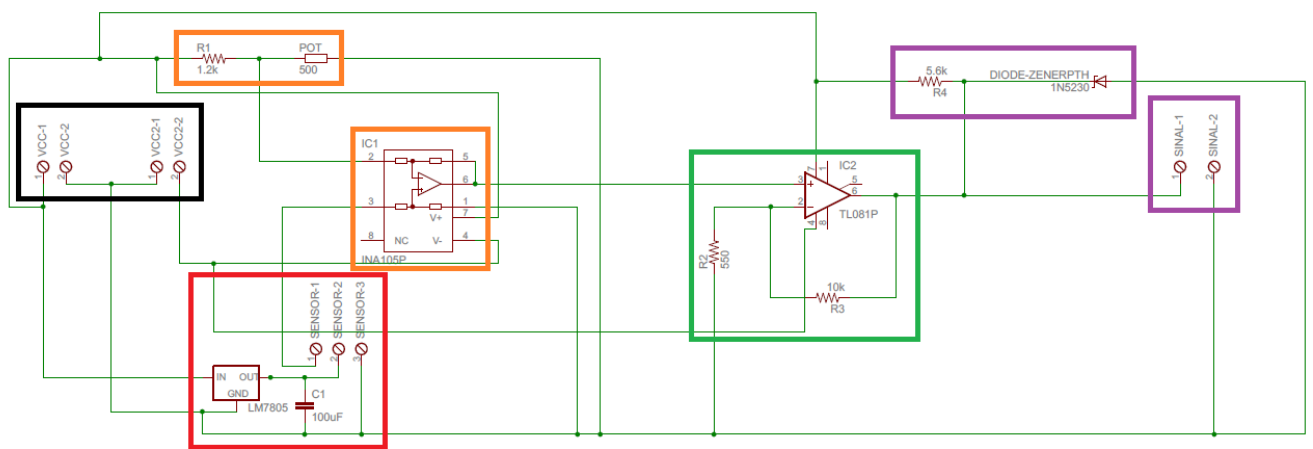 R1
1.2k
POT
500
5.6k
R4
DIODE-ZENERPTH
1N5230
VCC-1
VCC-2
VCC2-1
VCC2-2
1
2
1
2
SINAL-1
SINAL-2
1
2
IC1
2
5
6
3
1
V+
7
8
NC
V-
4
INA105P
IC2
7
1
3
5
6
2
4
8
TL081P
R2
550
10k
R3
SENSOR-1
SENSOR-2
SENSOR-3
1
2
3
IN
OUT
GND
LM7805
C1
100uF